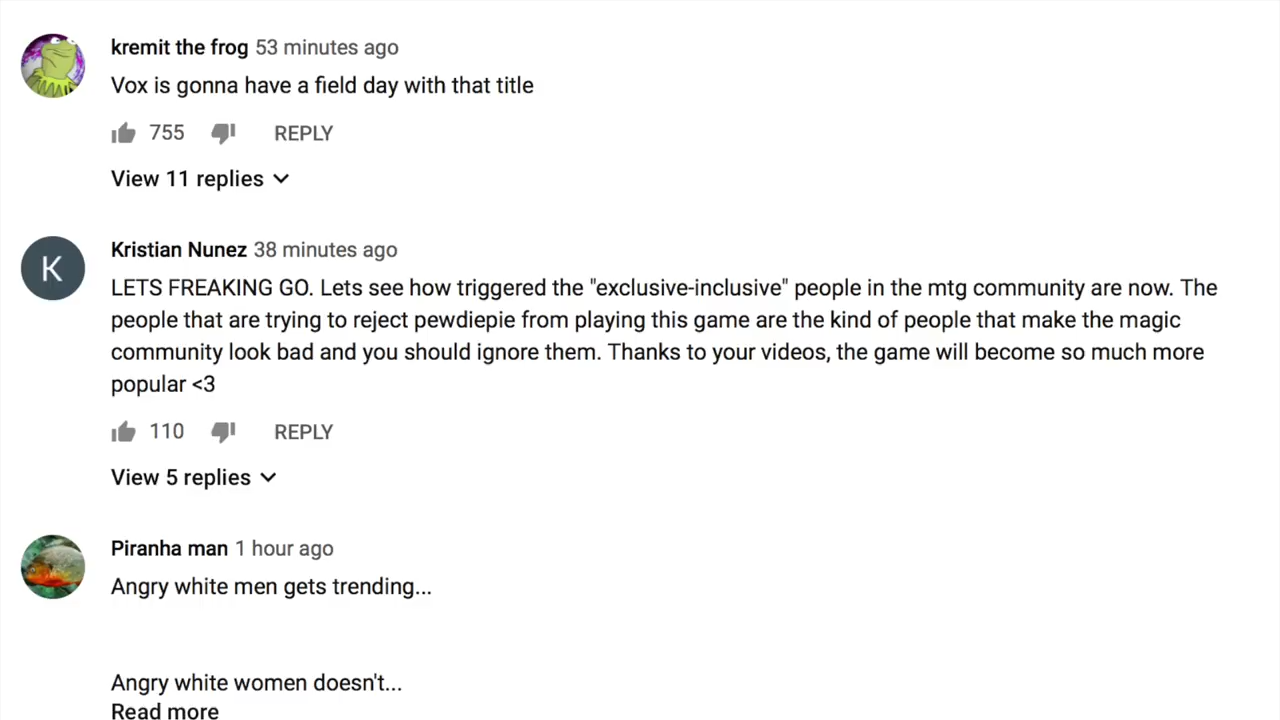 kremit the frog 53 minutes ago
Vox is gonna have a field day with that title
755 REPLY
View 11 replies
K
Kristian Nunez 38 minutes ago
LETS FREAKING GO. Lets see how triggered the "exclusive-inclusive" people in the mtg community are now. The
people that are trying to reject pewdiepie from playing this game are the kind of people that make the magic
community look bad and you should ignore them. Thanks to your videos, the game will become so much more
popular <3
110 REPLY
View 5 replies
Piranha man 1 hour ago
Angry white men gets trending...
Angry white women doesn't...
Read more